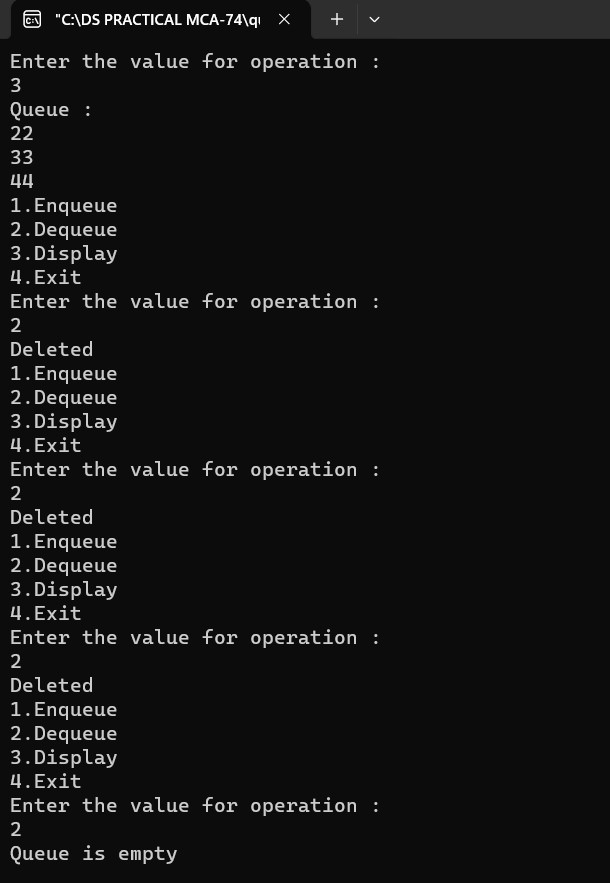 "C:\DS PRACTICAL MCA-74\q
Enter the value for operation :
3
Queue :
22
33
44
1.Enqueue
2.Dequeue
3.Display
4.Exit
Enter the value for operation :
2
Deleted
1.Enqueue
2.Dequeue
3.Display
4.Exit
Enter the value for operation :
2
Deleted
1.Enqueue
2.Dequeue
3.Display
4.Exit
Enter the value for operation :
2
Deleted
1.Enqueue
2.Dequeue
3.Display
4.Exit
Enter the value for operation :
2
Queue is empty